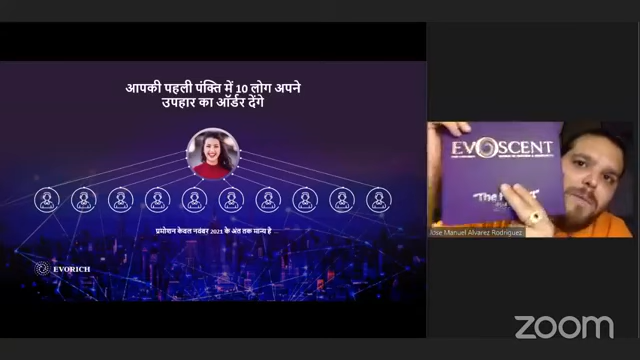 आपकी पहली पंक्ति में 10 लोग अपने
उपहार का ऑर्डर देंगे
प्रमोशन केवल नवंबर 2021 के अंत तक मान्य है
EVORICH
EVOSCENT
"The
Jose Manuel Alvarez Rodriguez
zoom